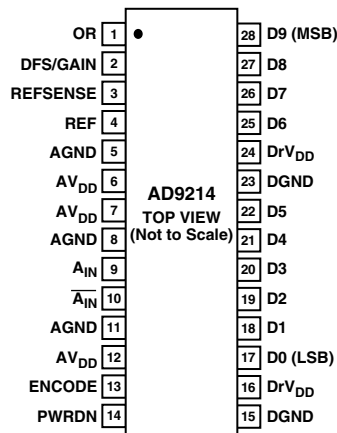 OR 1 28 D9 (MSB)
DFS/GAIN 2 27 D8
REFSENSE 3 26 D7
REF 4 25 D6
AGND 5 24 DrVDD
AVDD 6 23 DGND
AVDD 7 22 D5
AGND 8 21 D4
AIN 9 20 D3
AIN 10 19 D2
AGND 11 18 D1
AVDD 12 17 D0 (LSB)
ENCODE 13 16 DrVDD
PWRDN 14 15 DGND
AD9214
TOP VIEW
(Not to Scale)